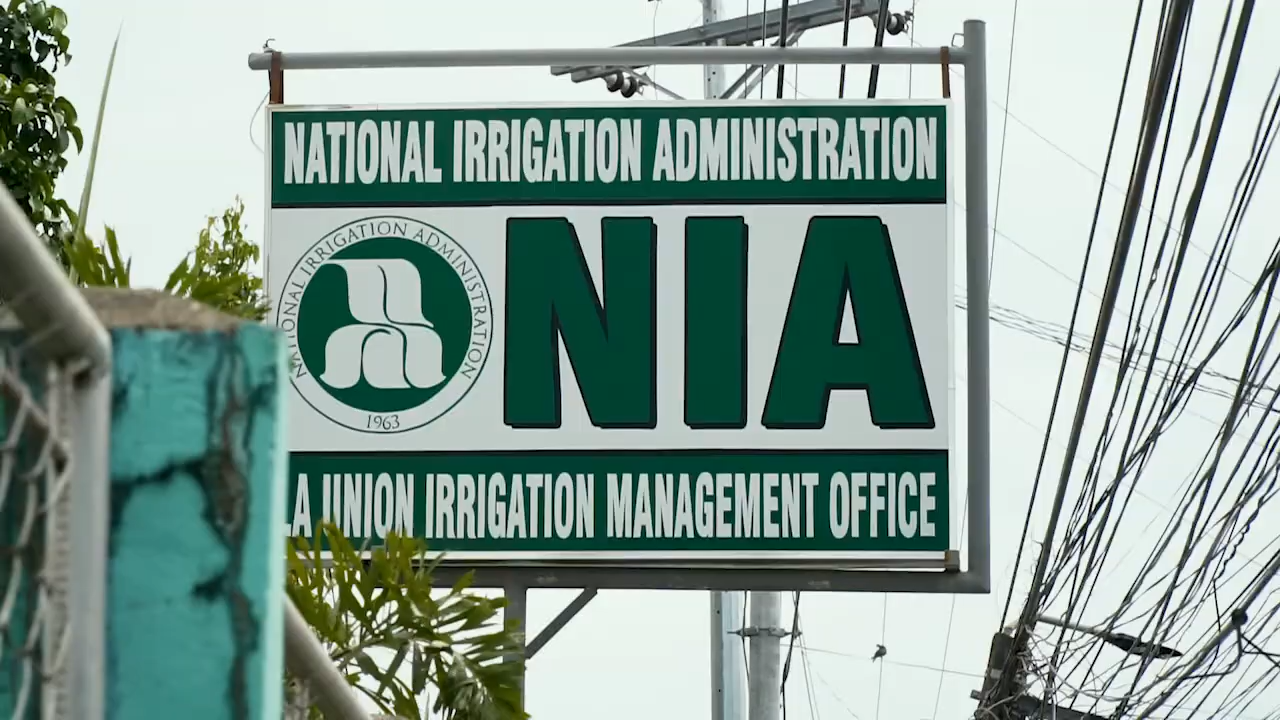 NATIONAL IRRIGATION ADMINISTRATION
NATIONAL IRRIGATION ADMINISTRATION
1963
NIA
LA UNION IRRIGATION MANAGEMENT OFFICE